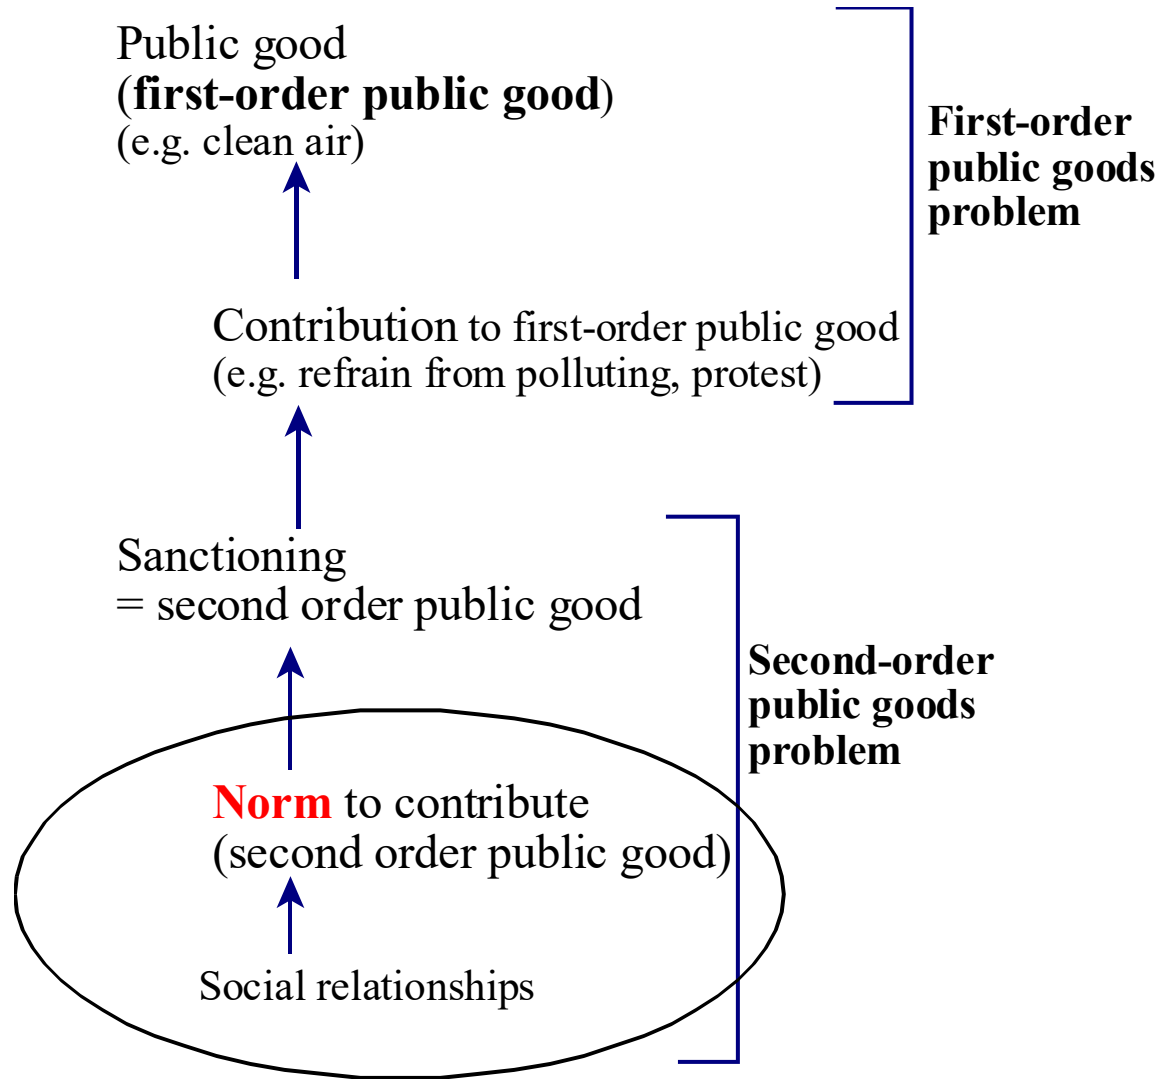 Public good
(first-order public good)
(e.g. clean air)
First-order
public goods
problem
Contribution to first-order public good
(e.g. refrain from polluting, protest)
Sanctioning
= second order public good
Second-order
public goods
problem
Norm to contribute
(second order public good)
Social relationships